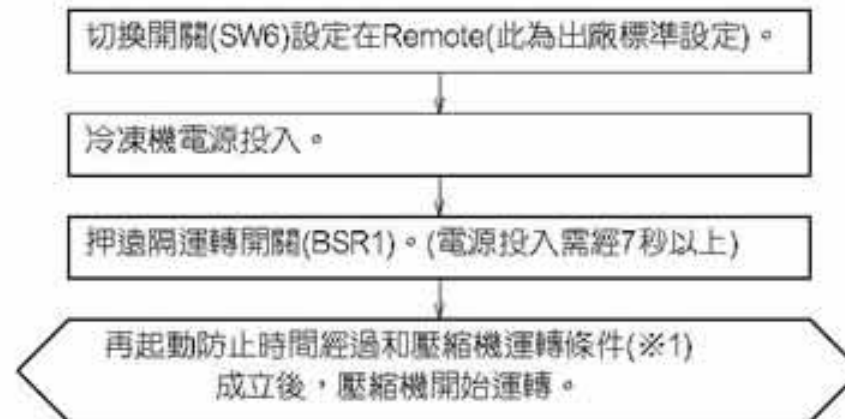 切換開關(SW6)設定在Remote(此為出廠標準設定)。
冷凍機電源投入。
押遠隔運轉開關(BSR1)。(電源投入需經7秒以上)
再起動防止時間經過和壓縮機運轉條件(※1)
成立後，壓縮機開始運轉。